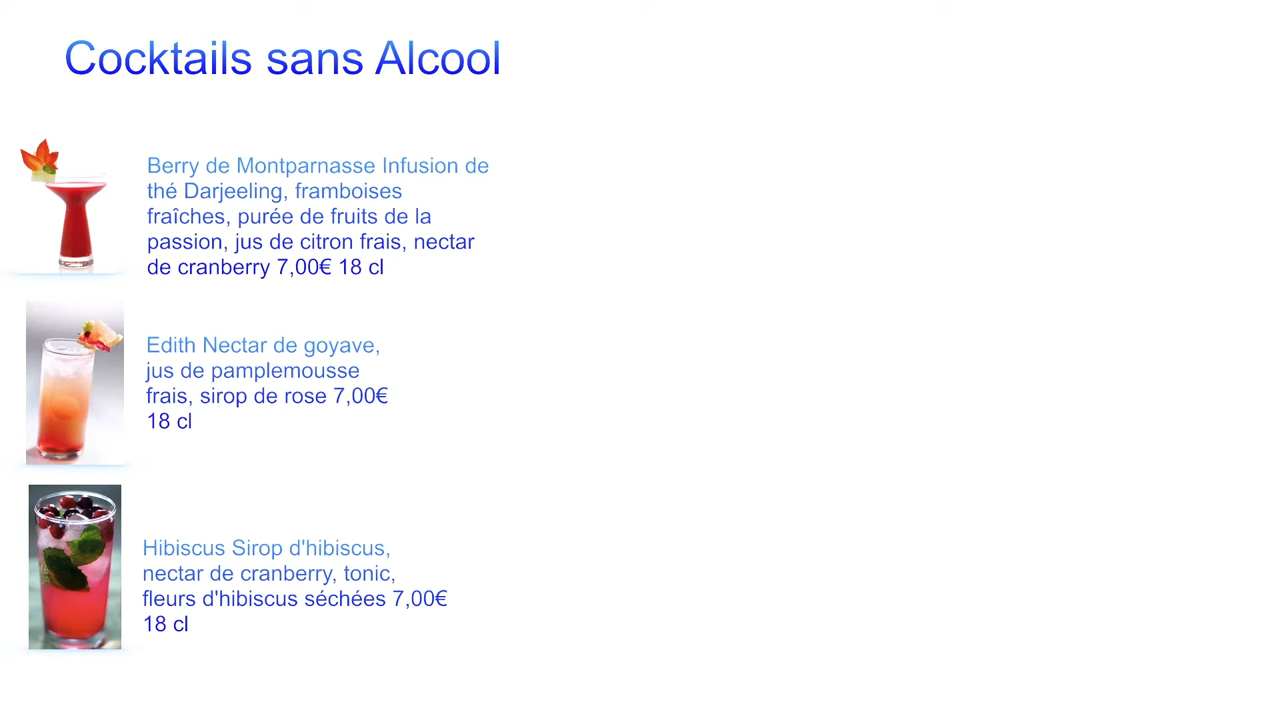 Cocktails sans Alcool
Berry de Montparnasse Infusion de
thé Darjeeling, framboises
fraîches, purée de fruits de la
passion, jus de citron frais, nectar
de cranberry 7,00€ 18 cl
Edith Nectar de goyave,
jus de pamplemousse
frais, sirop de rose 7,00€
18 cl
Hibiscus Sirop d'hibiscus,
nectar de cranberry, tonic,
fleurs d'hibiscus séchées 7,00€
18 cl